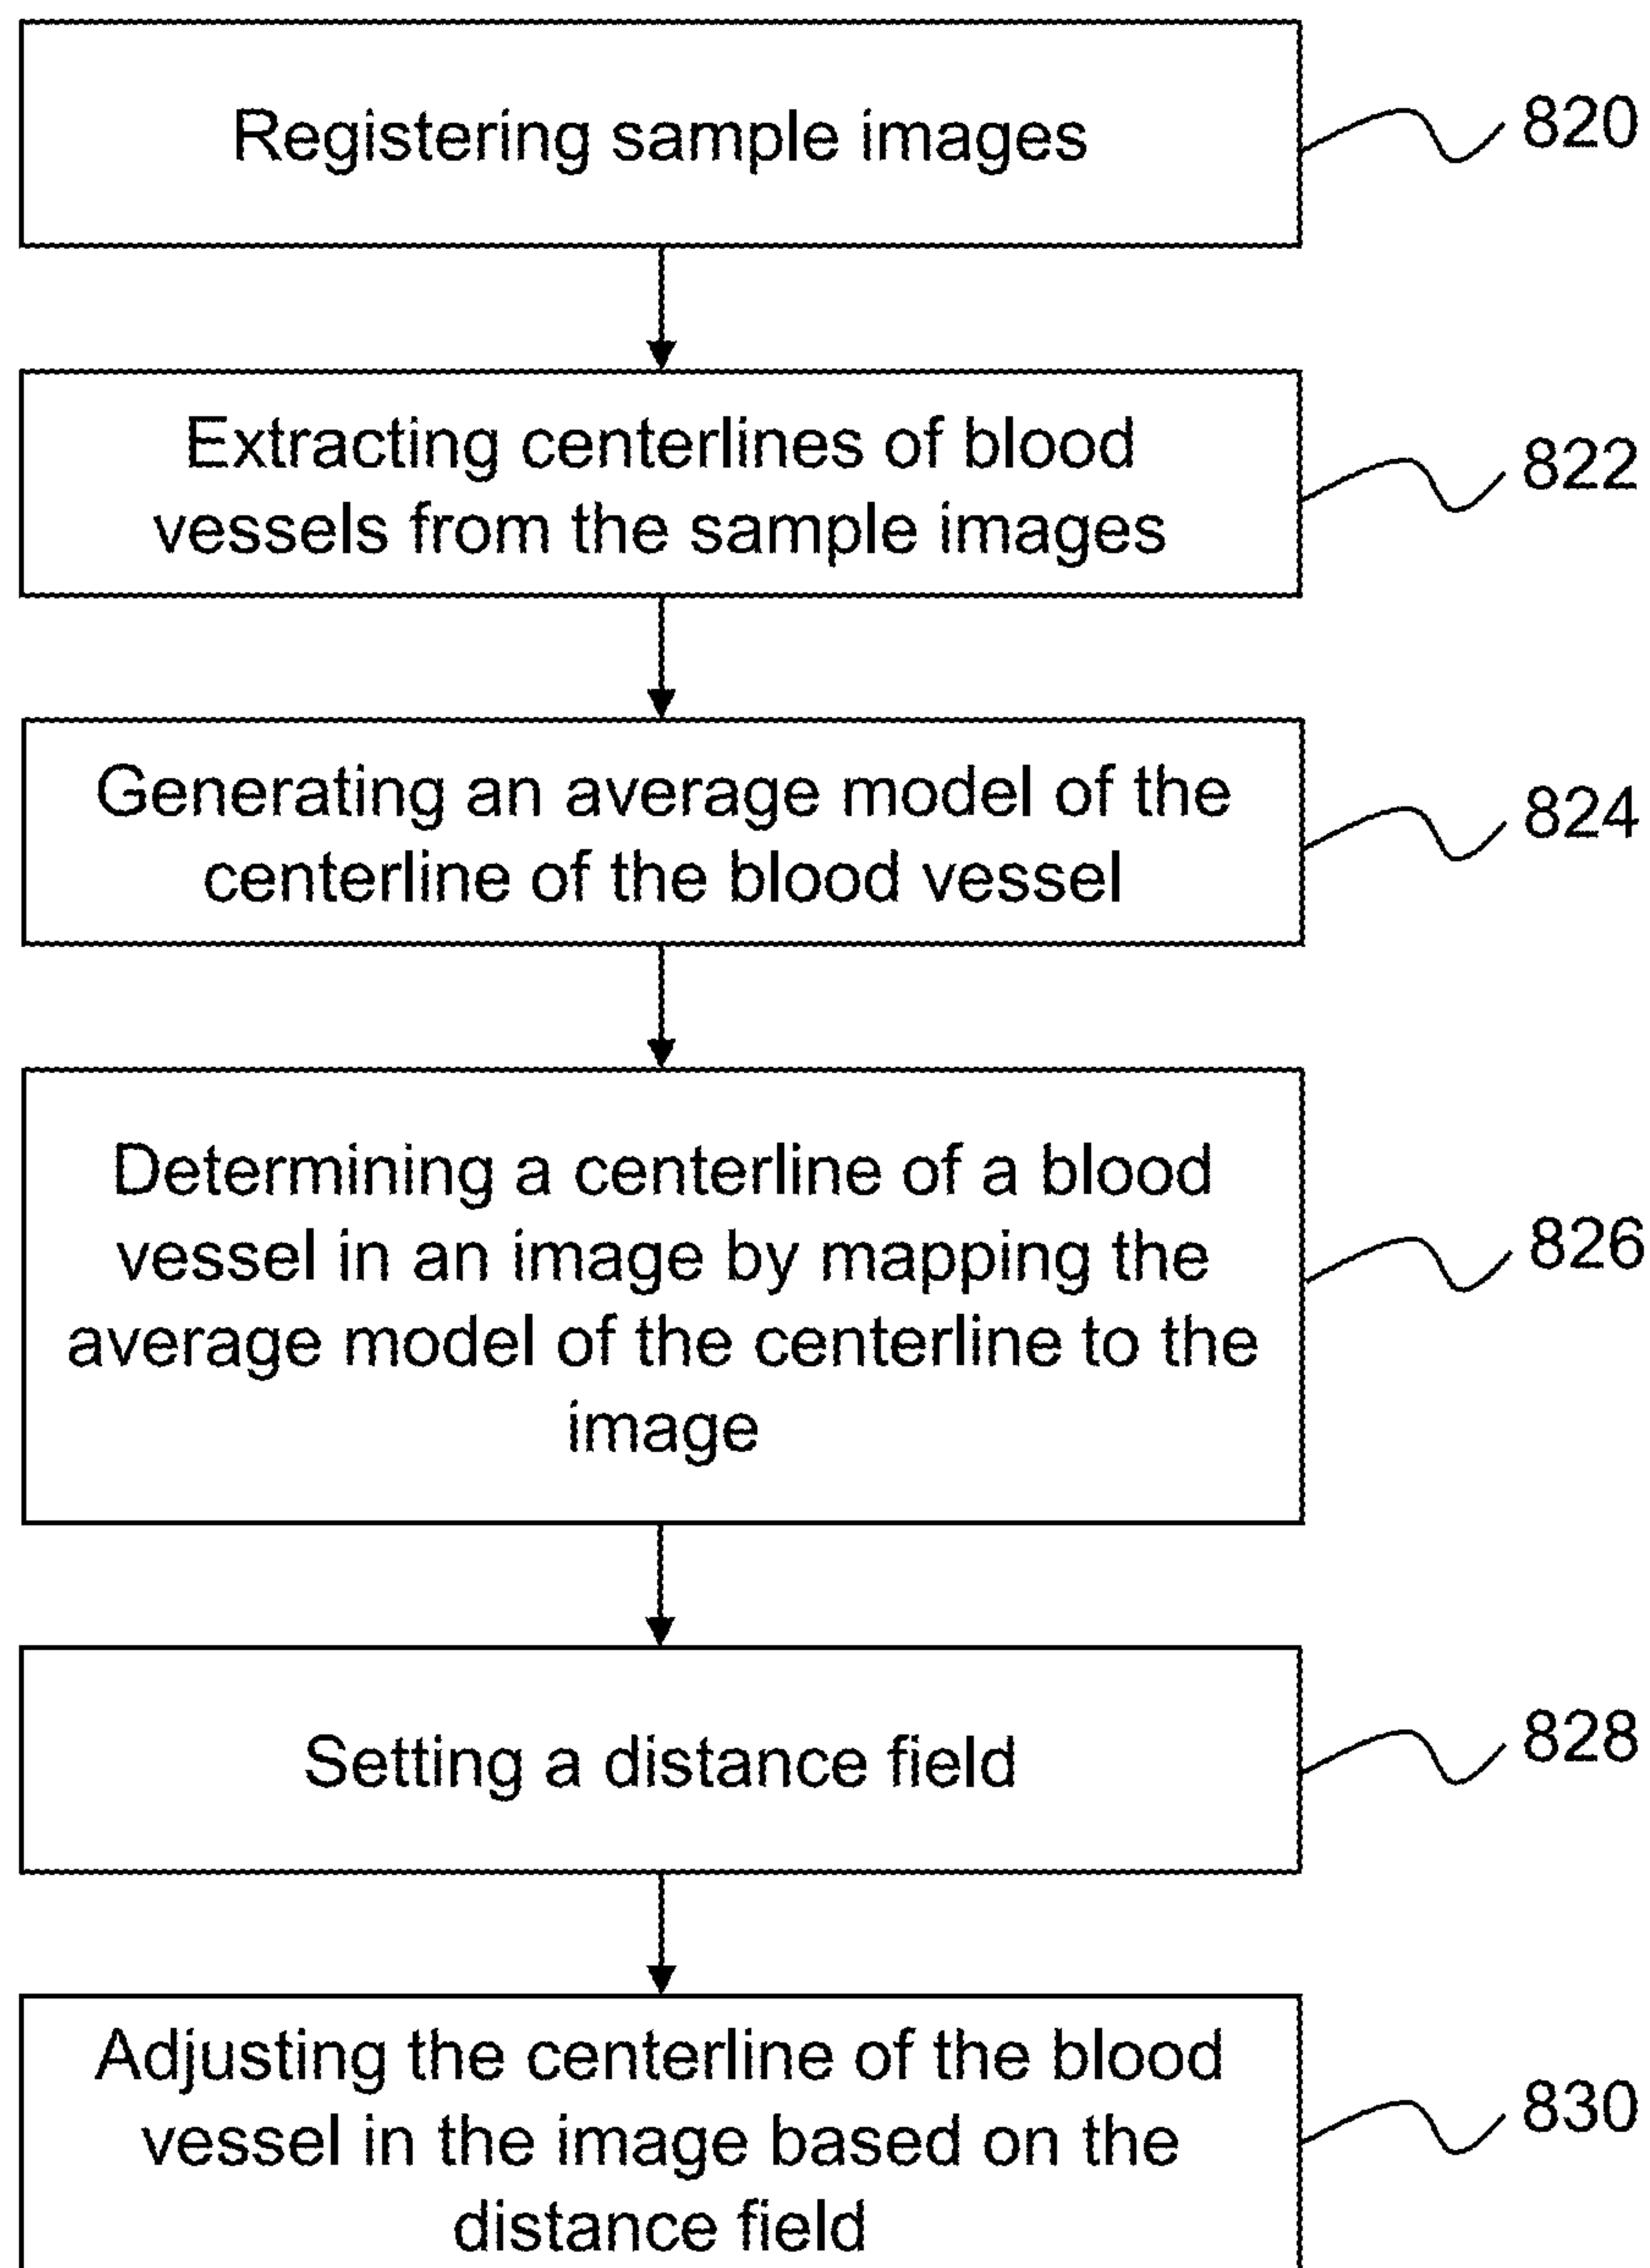 Registering sample images
820
Extracting centerlines of blood
vessels from the sample images
822
Generating an average model of the
centerline of the blood vessel
824
Determining a centerline of a blood
vessel in an image by mapping the
average model of the centerline to the
image
826
Setting a distance field
828
Adjusting the centerline of the blood
vessel in the image based on the
distance field
830